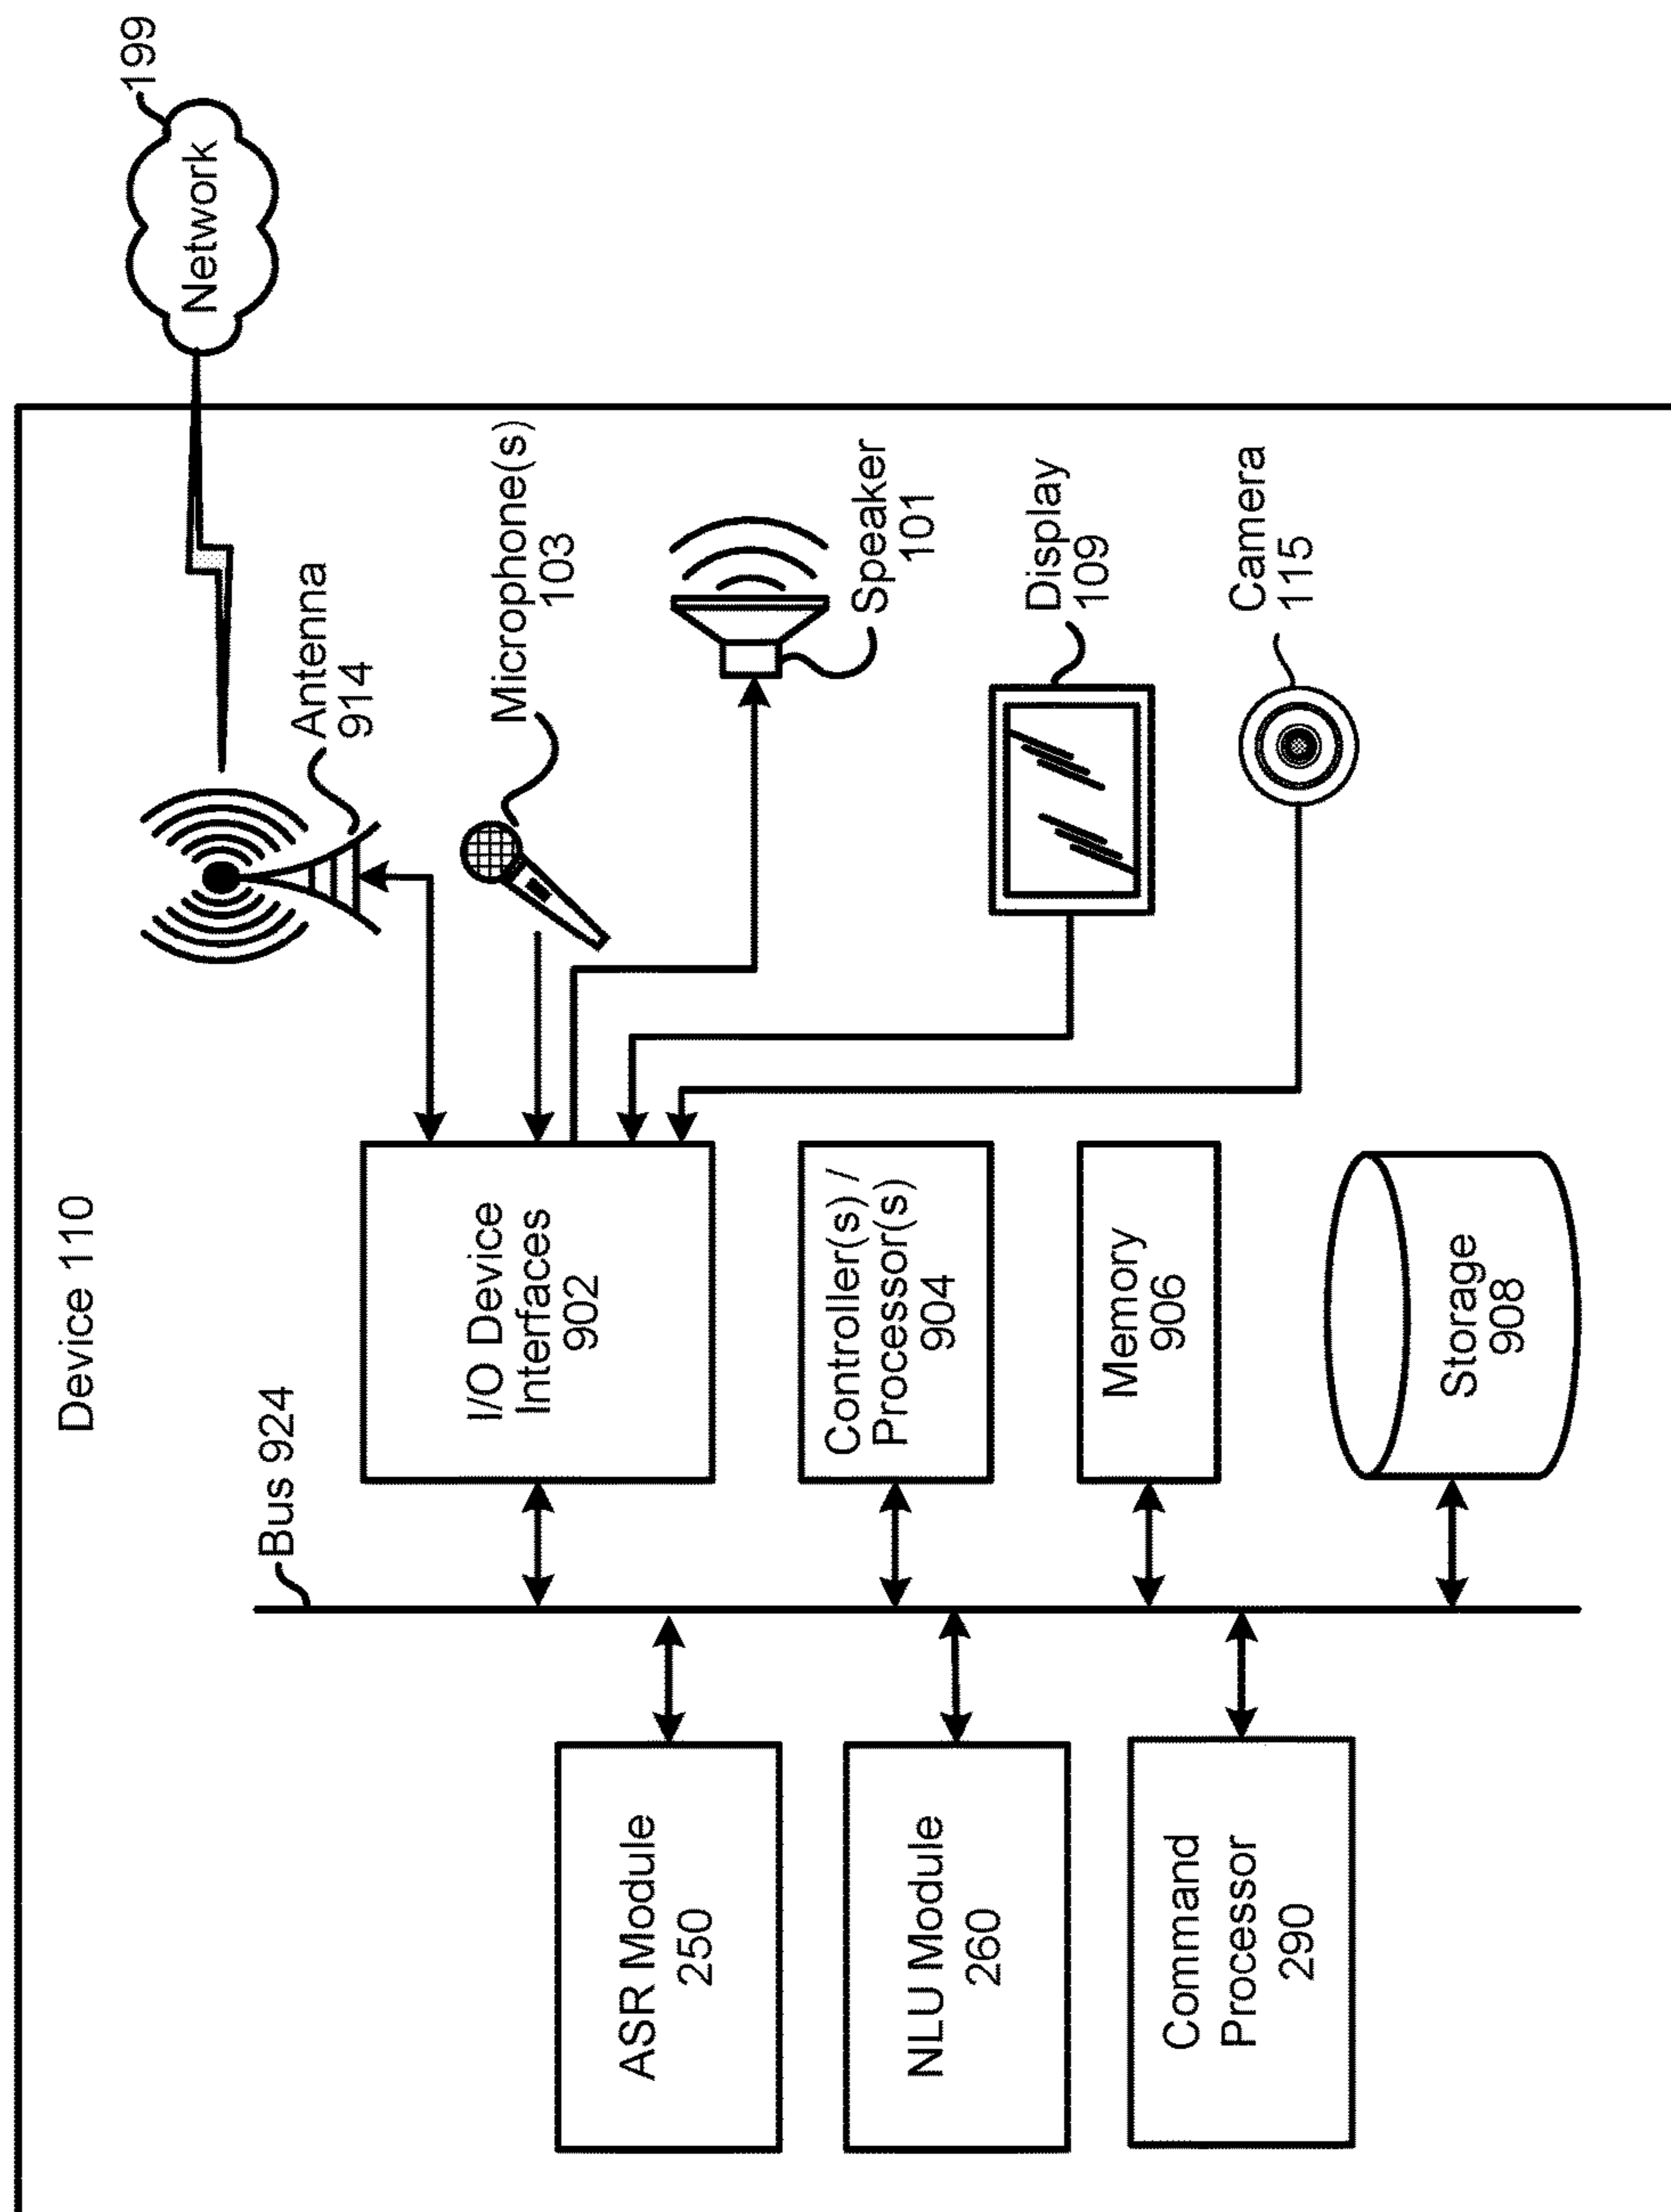 Device 110
Bus 924
ASR Module
250
NLU Module
260
Command
Processor
290
I/O Device
Interfaces
902
Controller(s) /
Processor(s)
904
Memory
906
Storage
908
Antenna
914
Microphone(s)
103
Speaker
101
Display
109
Camera
115
Network
199